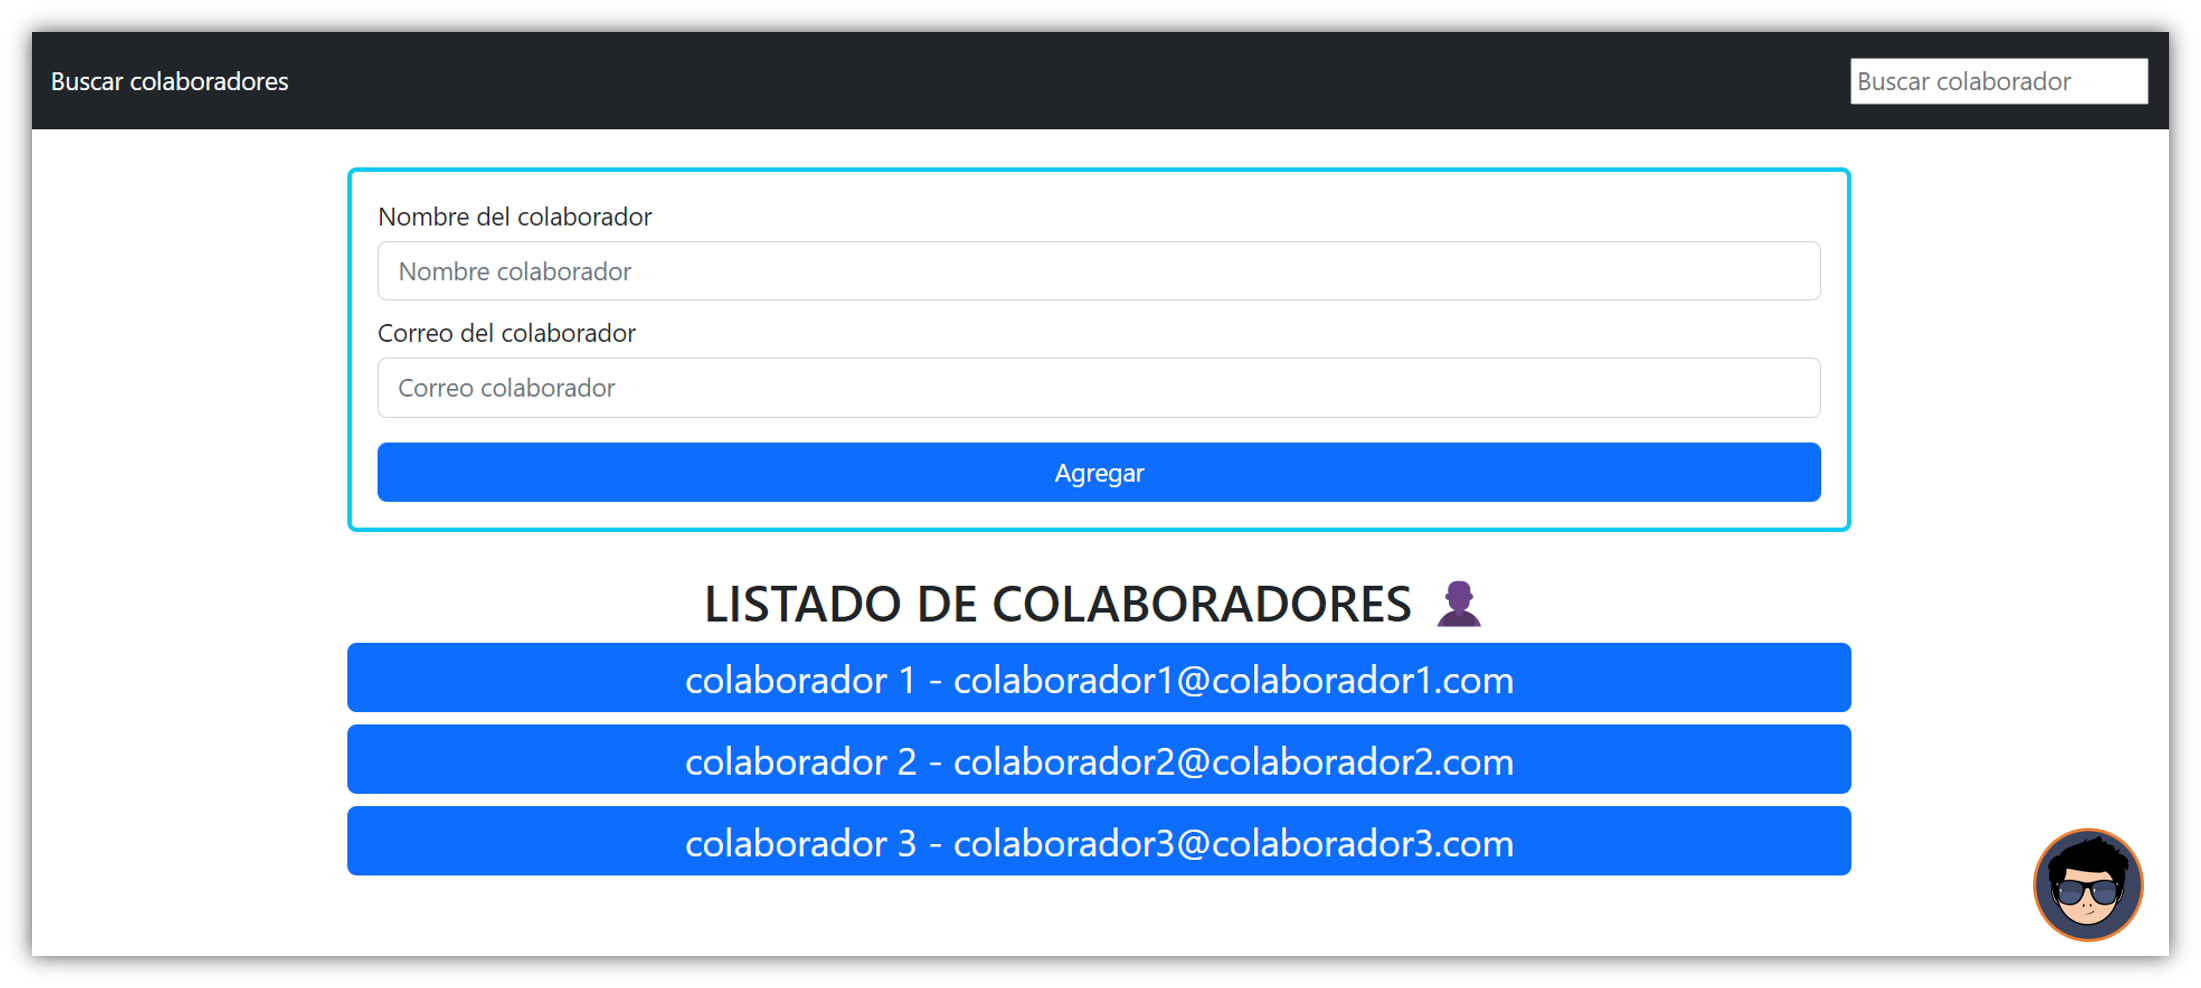 Buscar colaboradores
Buscar colaborador
Nombre del colaborador
Nombre colaborador
Correo del colaborador
Correo colaborador
Agregar
LISTADO DE COLABORADORES
colaborador 1 - colaborador1@colaborador1.com
colaborador 2 - colaborador2@colaborador2.com
colaborador 3 - colaborador3@colaborador3.com